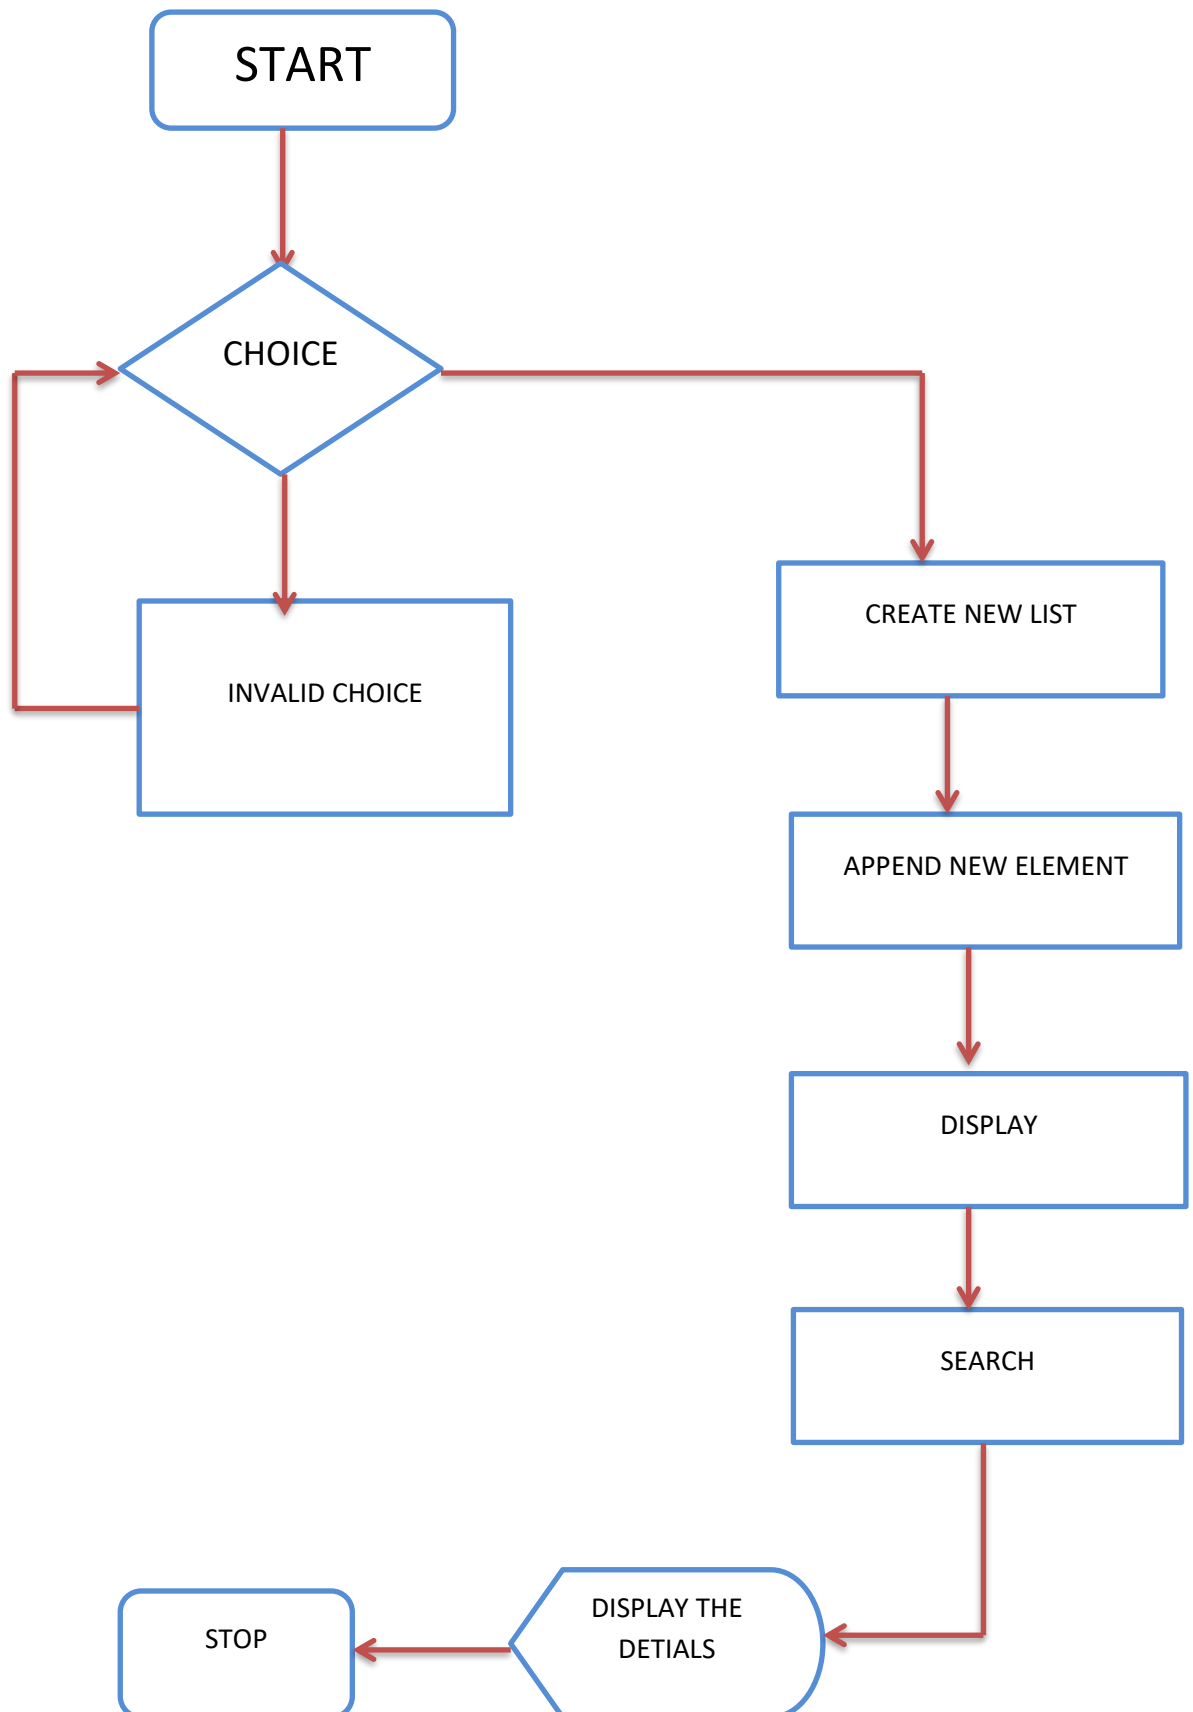 START
CHOICE
CREATE NEW LIST
INVALID CHOICE
APPEND NEW ELEMENT
DISPLAY
SEARCH
DISPLAY THE
DETIALS
STOP